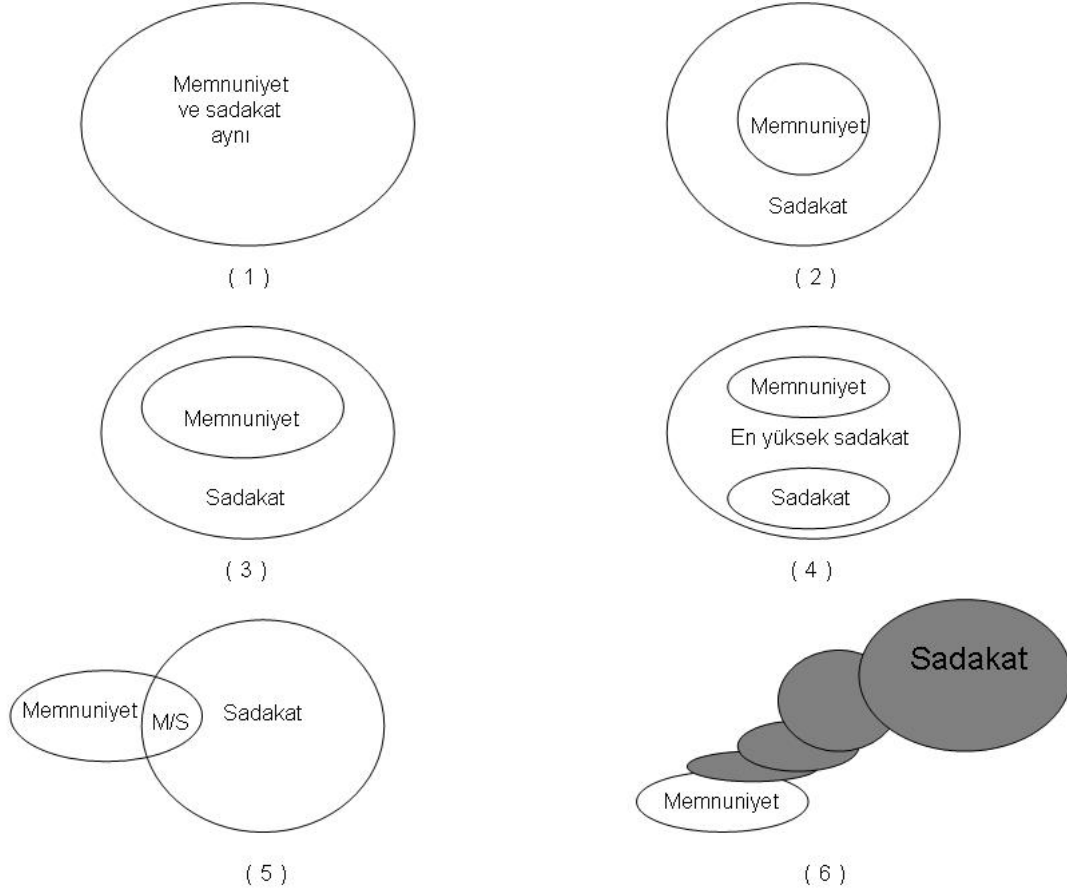 Memnuniyet
ve sadakat
aynı
( 1 )
Memnuniyet
Sadakat
( 2 )
Memnuniyet
Sadakat
( 3 )
Memnuniyet
En yüksek sadakat
Sadakat
( 4 )
Memnuniyet
M/S
Sadakat
( 5 )
Sadakat
Memnuniyet
( 6 )